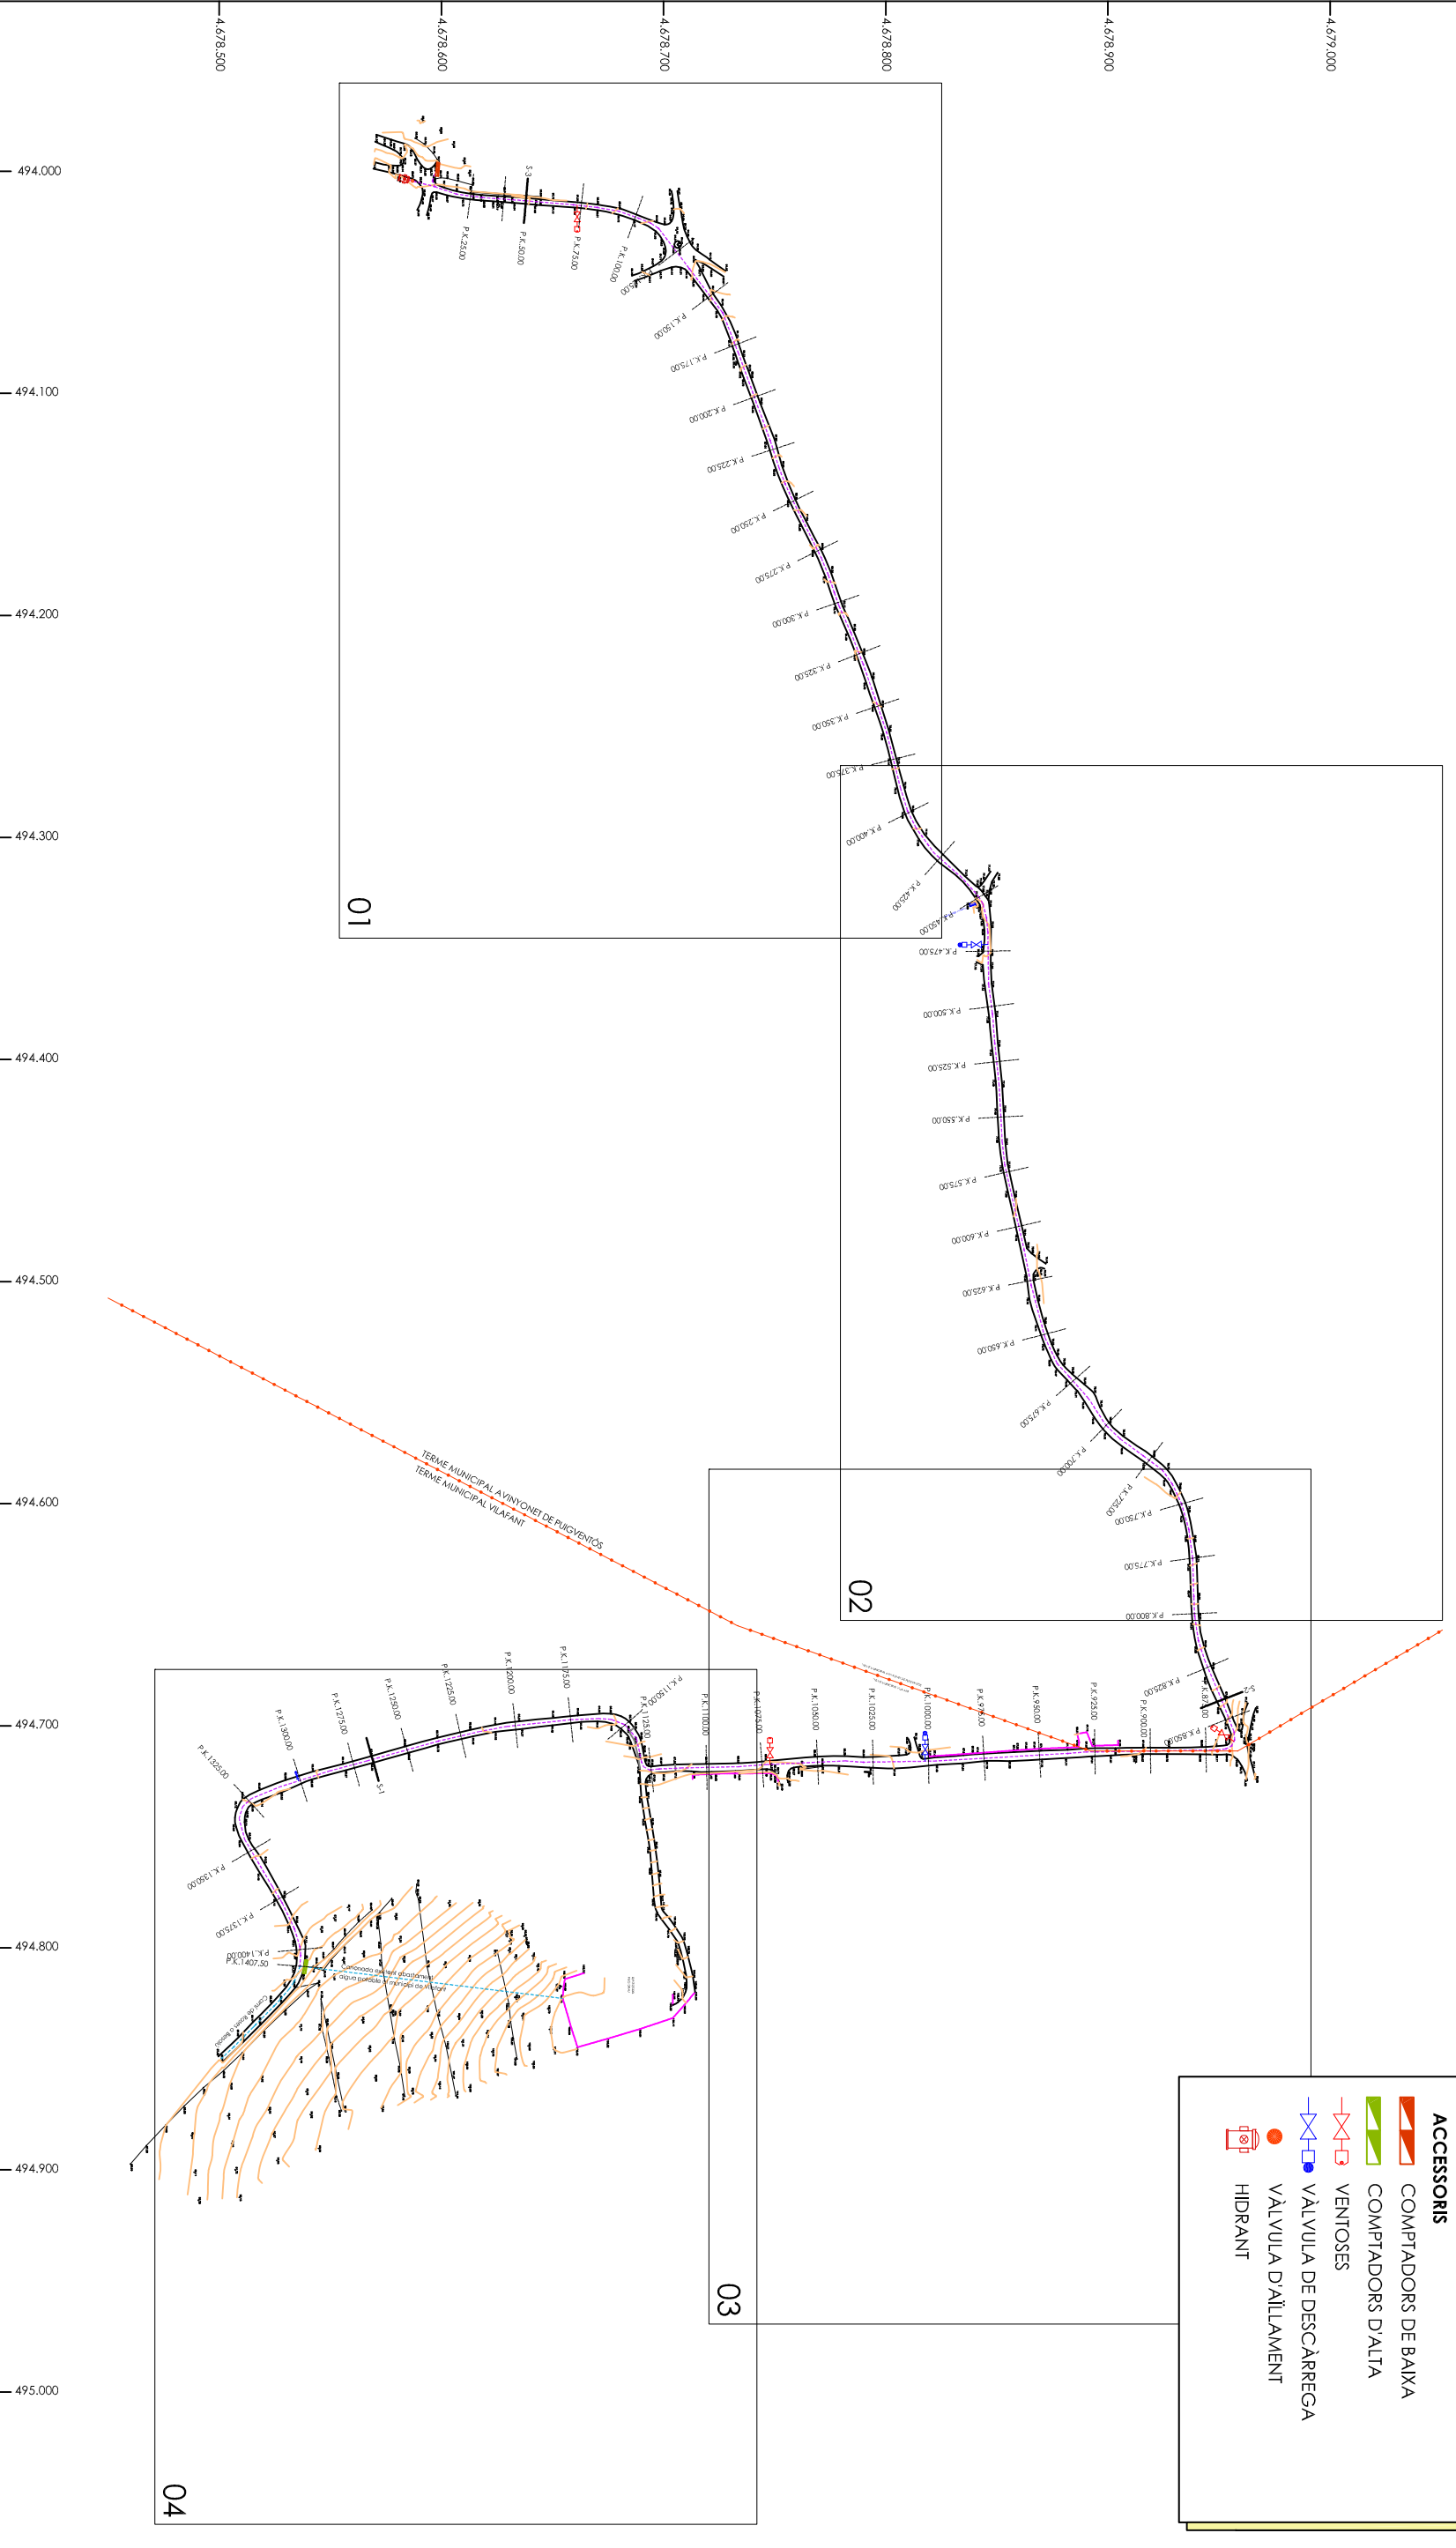 4.678.500
4.678.600
4.678.700
4.678.800
4.678.900
4.679.000
494.000
494.100
494.200
494.300
494.400
494.500
494.600
494.700
494.800
494.900
495.000
S-3
P.K.25.00
P.K.50.00
P.K.75.00
P.K.100.00
P.K.150.00
P.K.175.00
P.K.200.00
P.K.225.00
P.K.250.00
P.K.275.00
P.K.300.00
P.K.325.00
P.K.350.00
P.K.375.00
P.K.400.00
P.K.425.00
P.K.450.00
01
P.K.475.00
P.K.500.00
P.K.525.00
P.K.550.00
P.K.575.00
P.K.600.00
P.K.625.00
P.K.650.00
P.K.675.00
P.K.700.00
P.K.725.00
P.K.750.00
P.K.775.00
P.K.800.00
02
TERME MUNICIPAL AVINYONET DE PUIGVENTÓS
TERME MUNICIPAL VILAFANT
P.K.825.00
S-2
P.K.850.00
P.K.900.00
P.K.925.00
P.K.950.00
P.K.975.00
P.K.1000.00
P.K.1025.00
P.K.1050.00
P.K.1075.00
P.K.1100.00
P.K.1125.00
P.K.1150.00
P.K.1175.00
P.K.1200.00
P.K.1225.00
P.K.1250.00
P.K.1275.00
P.K.1300.00
P.K.1325.00
S-1
P.K.1350.00
P.K.1375.00
P.K.1400.00
P.K.1407.50
Canonada existent abastament
aigua potable al municipi de Vilafant
03
04
ACCESSORIS
COMPTADORS DE BAIXA
COMPTADORS D'ALTA
VENTOSES
VÀLVULA DE DESCÀRREGA
VÀLVULA D'AÏLLAMENT
HIDRANT